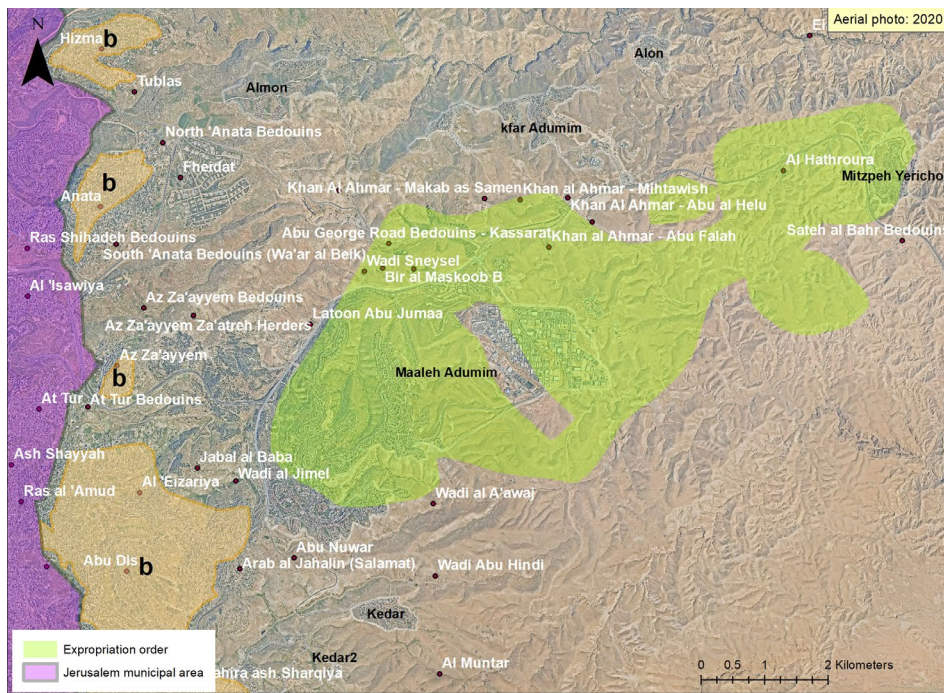 Aerial photo: 2020
N
Hizma
b
Ei
Alon
Tublas
Almon
North 'Anata Bedouins
kfar Adumim
Fheidat
b
Al Hathroura
Mitzpeh Yericho
Khan Al Ahmar - Makab as Samen
Khan al Ahmar - Mihtawish
Anata
Khan Al Ahmar - Abu al Helu
Ras Shihadeh Bedouins
Abu George Road Bedouins - Kassarat
Khan al Ahmar - Abu Falah
Sateh al Bahr Bedouins
South 'Anata Bedouins (Wa'ar al Beik)
Wadi Sneysel
Bir al Maskoob B
Al 'Isawiya
Az Za'ayyem Bedouins
Az Za'ayyem Za'atreh Herders
Latoon Abu Jumaa
Az Za'ayyem
b
Maaleh Adumim
At Tur
At Tur Bedouins
Ash Shayyah
Jabal al Baba
Wadi al Jimel
Ras al 'Amud
Al 'Eizariya
Wadi al A'awaj
Abu Nuwar
Abu Dis
b
Arab al Jahalin (Salamat)
Wadi Abu Hindi
Kedar
Kedar2
Al Muntar
ahira ash Sharqiya
Expropriation order
Jerusalem municipal area
0 0.5 1 2 Kilometers